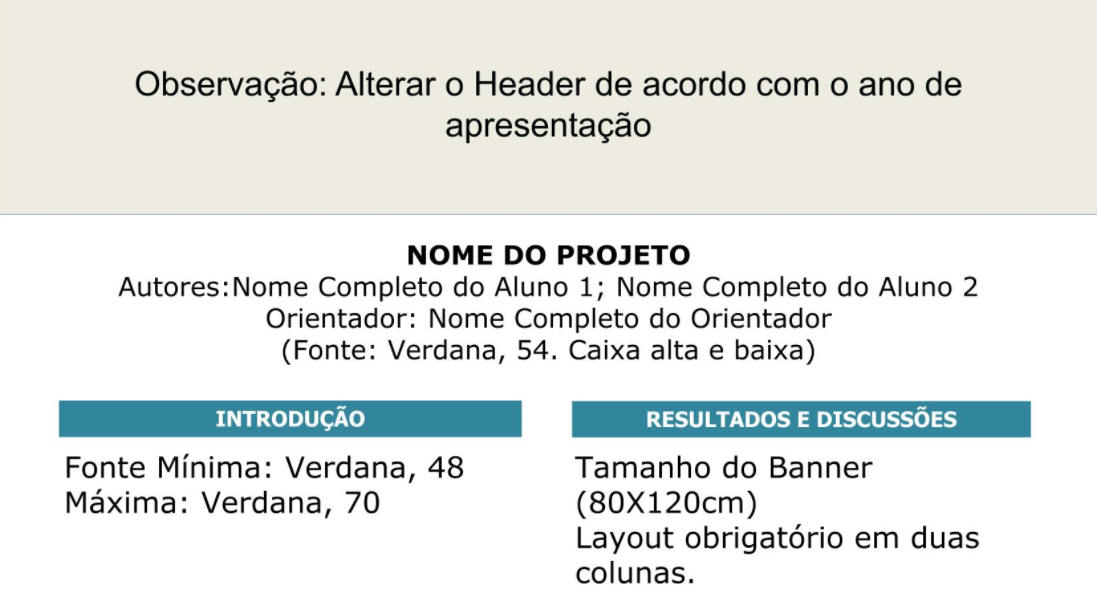 Observação: Alterar o Header de acordo com o ano de
apresentação
NOME DO PROJETO
Autores:Nome Completo do Aluno 1; Nome Completo do Aluno 2
Orientador: Nome Completo do Orientador
(Fonte: Verdana, 54. Caixa alta e baixa)
INTRODUÇÃO
Fonte Mínima: Verdana, 48
Máxima: Verdana, 70
RESULTADOS E DISCUSSÕES
Tamanho do Banner
(80X120cm)
Layout obrigatório em duas
colunas.